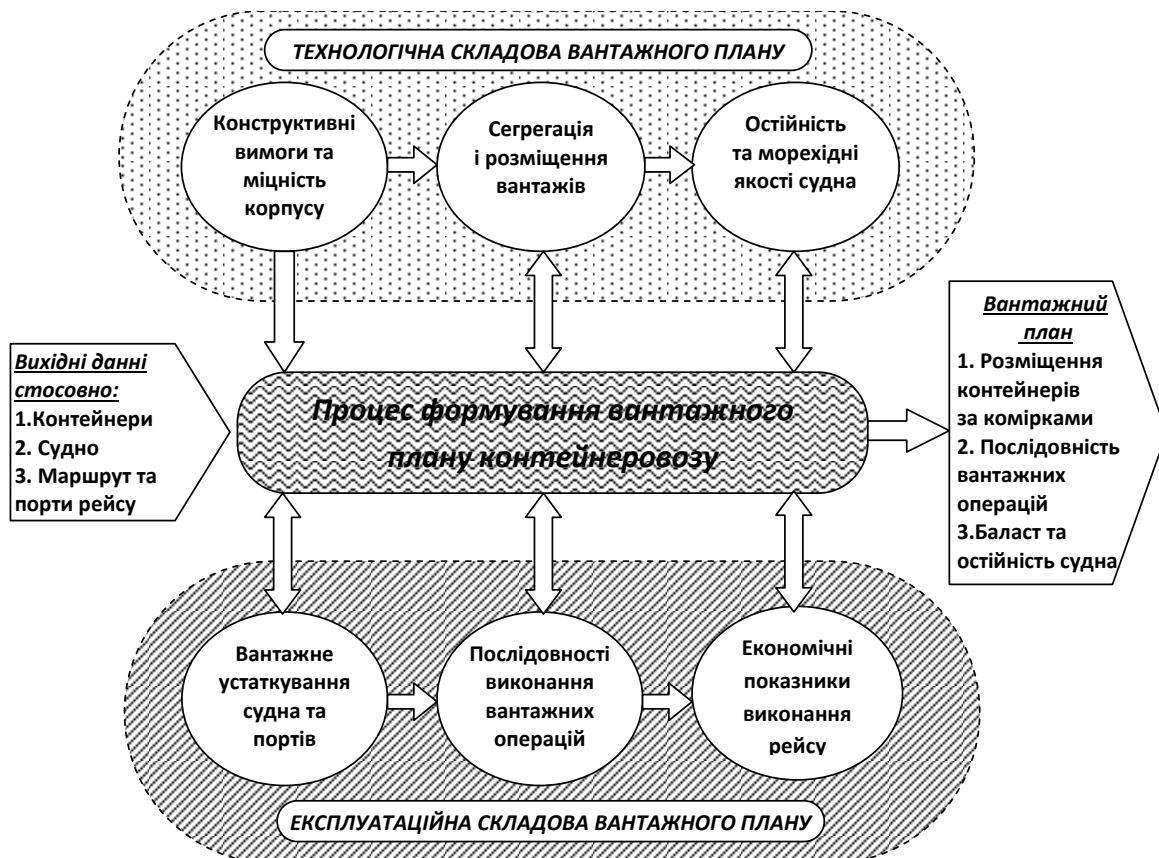 ТЕХНОЛОГІЧНА СКЛАДОВА ВАНТАЖНОГО ПЛАНУ
Конструктивні
вимоги та
міцність
корпусу
Сегрегація
і розміщення
вантажів
Остійність
та морехідні
якості судна
Вихідні данні
стосовно:
1.Контейнери
2. Судно
3. Маршрут та
порти рейсу
Процес формування вантажного
плану контейнеровозу
Вантажний
план
1. Розміщення
контейнерів
за комірками
2. Послідовність
вантажних
операцій
3.Баласт та
остійність судна
Вантажне
устаткування
судна та
портів
Послідовності
виконання
вантажних
операцій
Економічні
показники
виконання
рейсу
ЕКСПЛУАТАЦІЙНА СКЛАДОВА ВАНТАЖНОГО ПЛАНУ